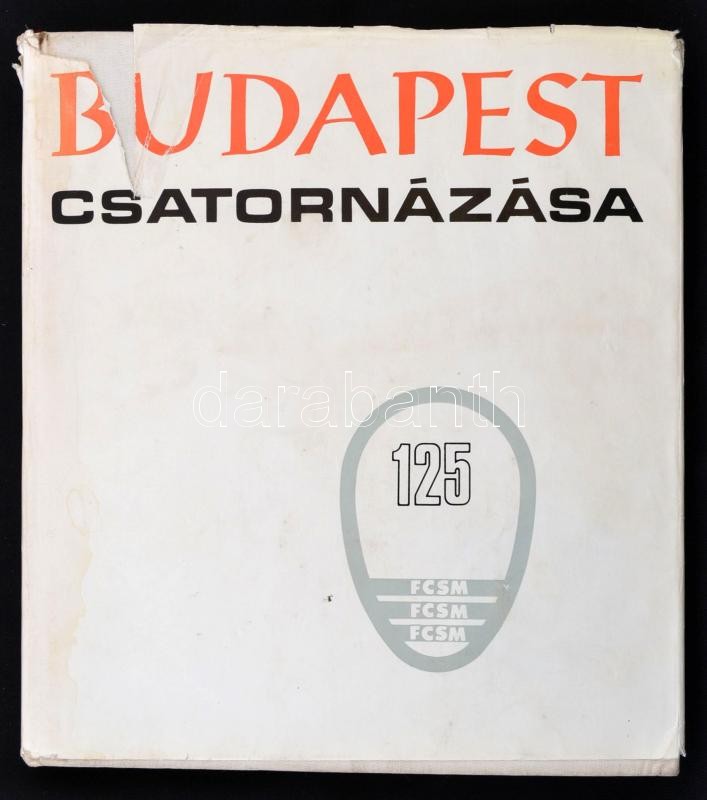 BUDAPEST
CSATORNÁZÁSA
darabanth
125
FCSM
FCSM
FCSM